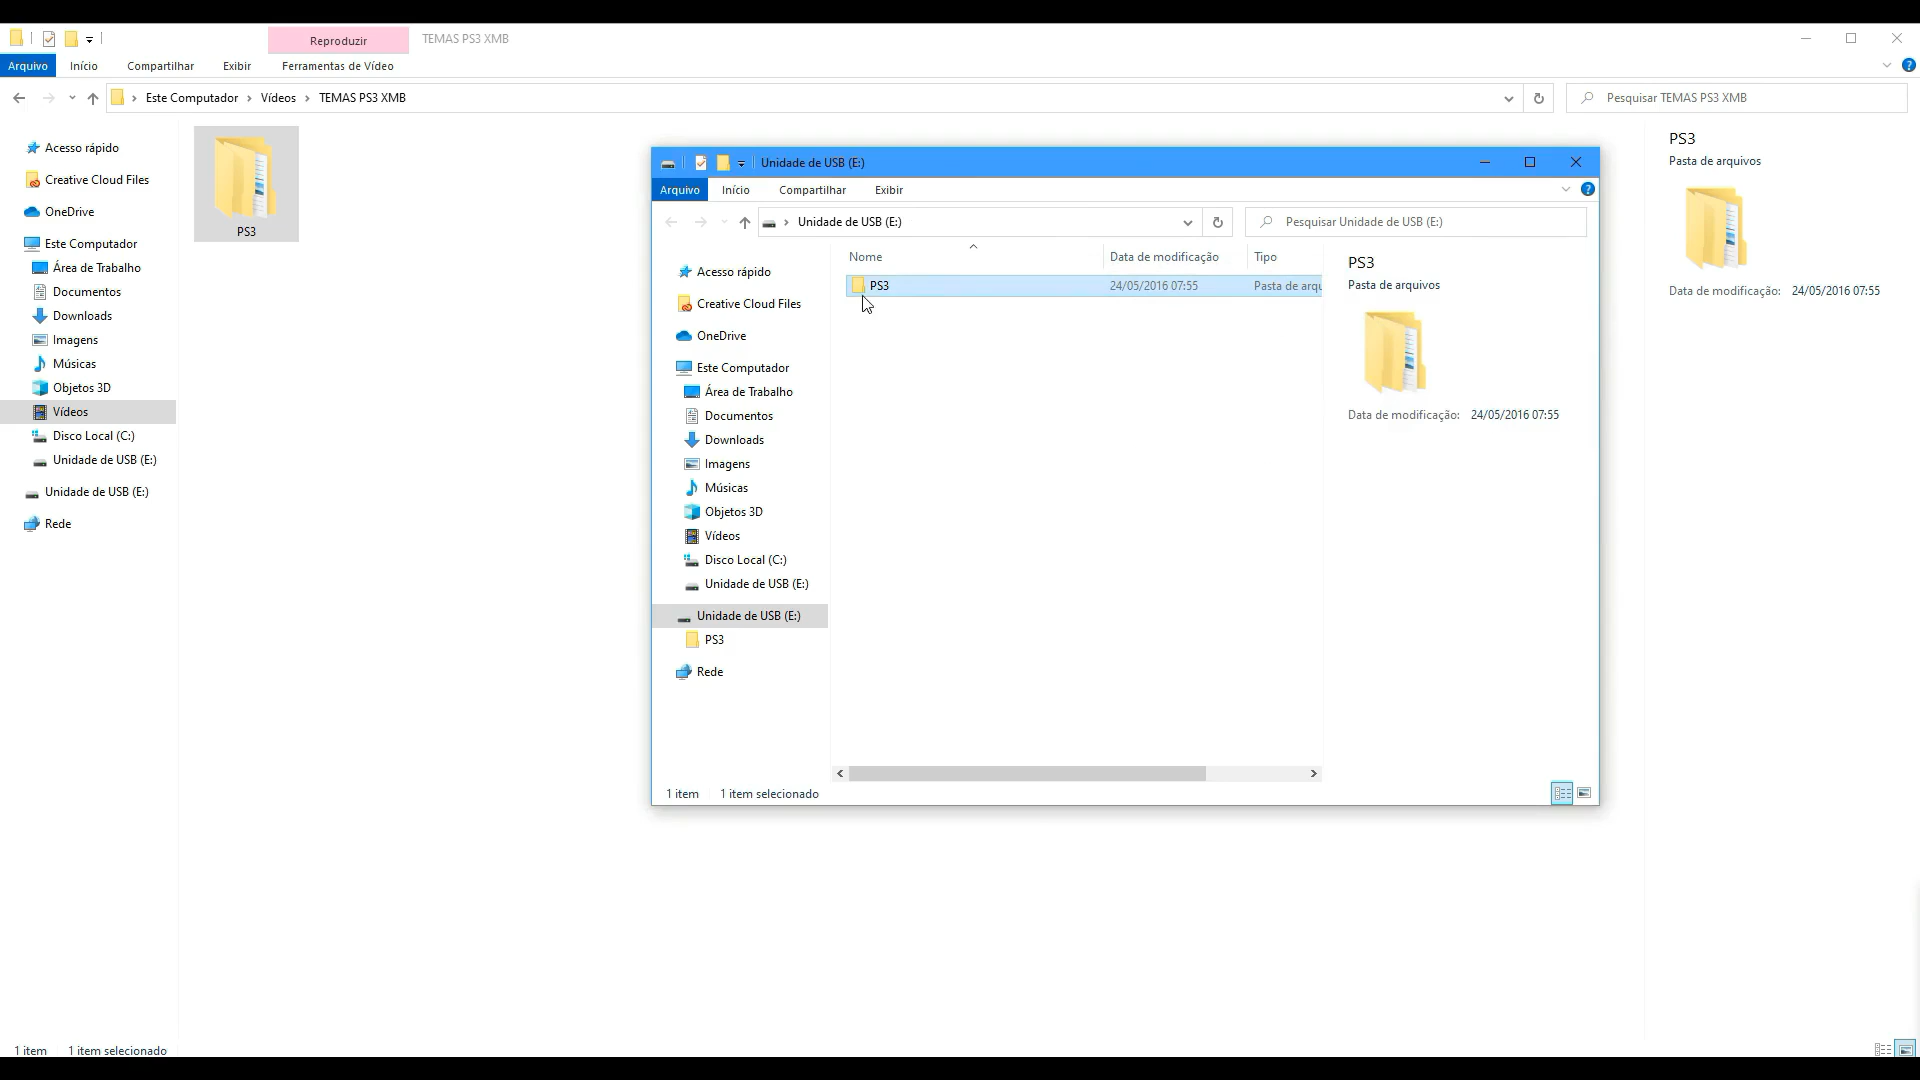 Reproduzir
TEMAS PS3 XMB
Arquivo
Início
Compartilhar
Exibir
Ferramentas de Vídeo
Este Computador
Vídeos
TEMAS PS3 XMB
Pesquisar TEMAS PS3 XMB
Acesso rápido
Creative Cloud Files
OneDrive
Este Computador
Área de Trabalho
Documentos
Downloads
Imagens
Músicas
Objetos 3D
Vídeos
Disco Local (C:)
Unidade de USB (E:)
Unidade de USB (E:)
Rede
PS3
Unidade de USB (E:)
Arquivo
Início
Compartilhar
Exibir
Unidade de USB (E:)
Pesquisar Unidade de USB (E:)
Acesso rápido
Creative Cloud Files
OneDrive
Este Computador
Área de Trabalho
Documentos
Downloads
Imagens
Músicas
Objetos 3D
Vídeos
Disco Local (C:)
Unidade de USB (E:)
Unidade de USB (E:)
PS3
Rede
Nome
Data de modificação
Tipo
PS3
24/05/2016 07:55
Pasta de arqu
PS3
Pasta de arquivos
Data de modificação: 24/05/2016 07:55
1 item
1 item selecionado
PS3
Pasta de arquivos
Data de modificação: 24/05/2016 07:55
1 item
1 item selecionado